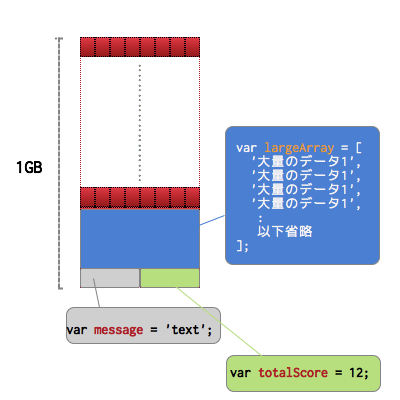 1GB
var largeArray = [
'大量のデータ1',
'大量のデータ1',
'大量のデータ1',
'大量のデータ1',
:
以下省略
];
var message = 'text';
var totalScore = 12;